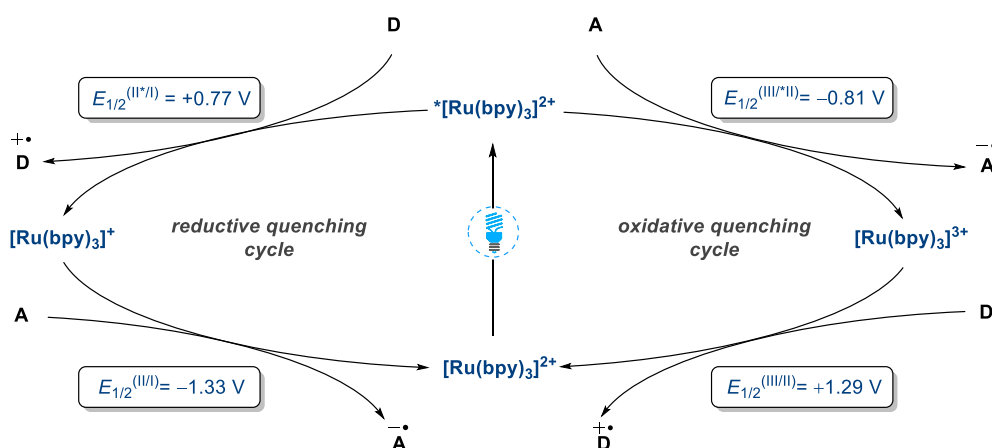 D
A
E₁/₂⁽ᴵᴵ*/ᴵ⁾ = +0.77 V
*[Ru(bpy)₃]²⁺
E₁/₂⁽ᴵᴵᴵ/*ᴵᴵ⁾= −0.81 V
+•
D
−•
A
[Ru(bpy)₃]⁺
reductive quenching
cycle
oxidative quenching
cycle
[Ru(bpy)₃]³⁺
A
D
[Ru(bpy)₃]²⁺
E₁/₂⁽ᴵᴵ/ᴵ⁾= −1.33 V
E₁/₂⁽ᴵᴵᴵ/ᴵᴵ⁾= +1.29 V
−•
A
+•
D